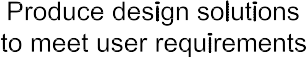 Produce design solutions
to meet user requirements